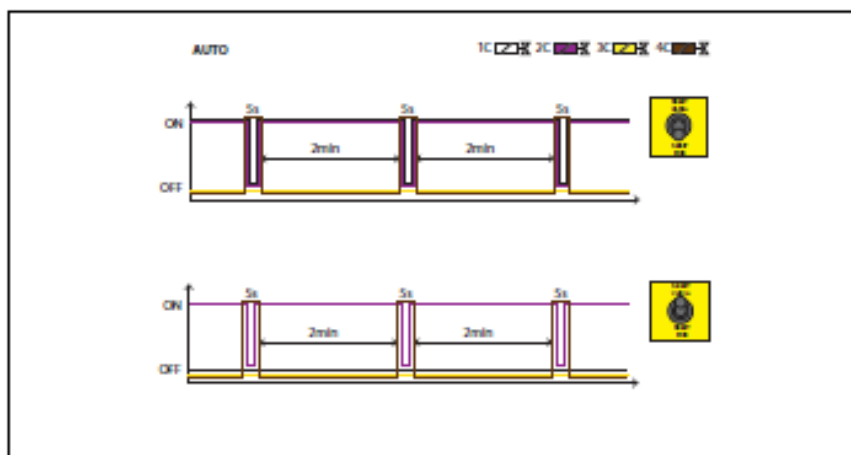 AUTO 1C 2C 3C 4C
5s 5s 5s
ON
2min 2min
OFF
5s 5s 5s
ON
2min 2min
OFF